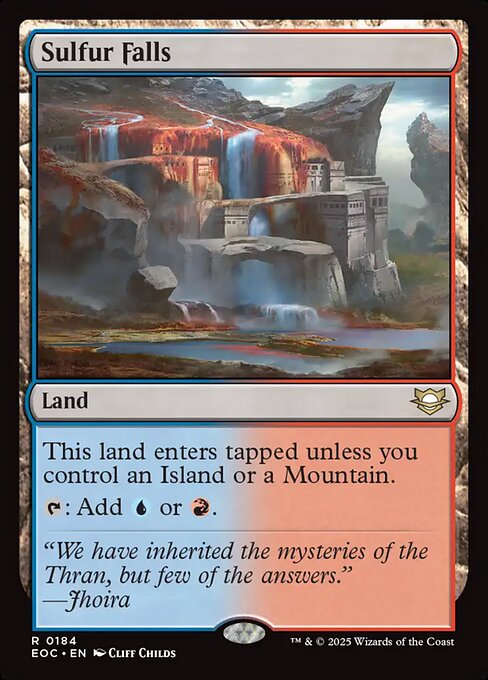 Sulfur Falls
Land
This land enters tapped unless you
control an Island or a Mountain.
: Add or .
“We have inherited the mysteries of the
Thran, but few of the answers.”
—Jhoira
R 0184
EOC • EN Cliff Childs
™ & © 2025 Wizards of the Coast